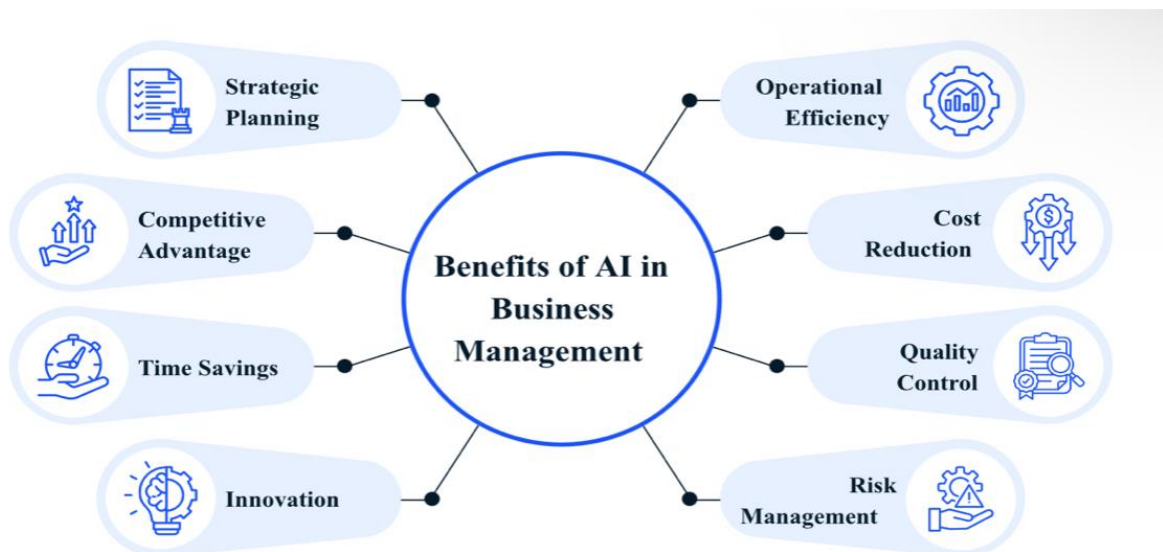 Strategic
Planning
Competitive
Advantage
Time Savings
Innovation
Benefits of AI in
Business
Management
Operational
Efficiency
Cost
Reduction
Quality
Control
Risk
Management